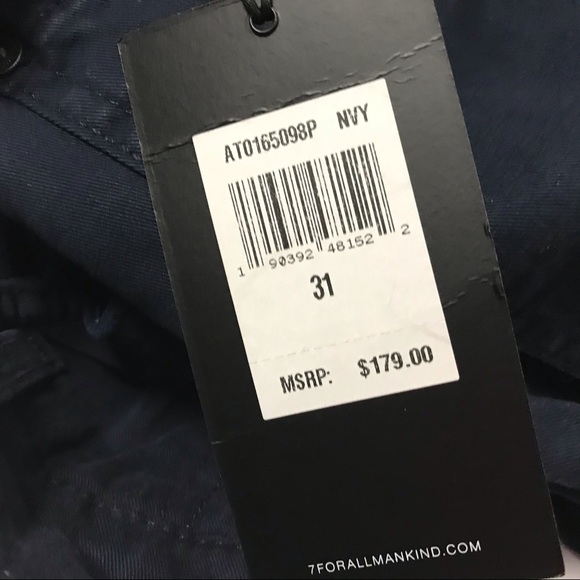 AT0165098P NVY
1 90392 48152 2
31
MSRP: $179.00
7FORALLMANKIND.COM